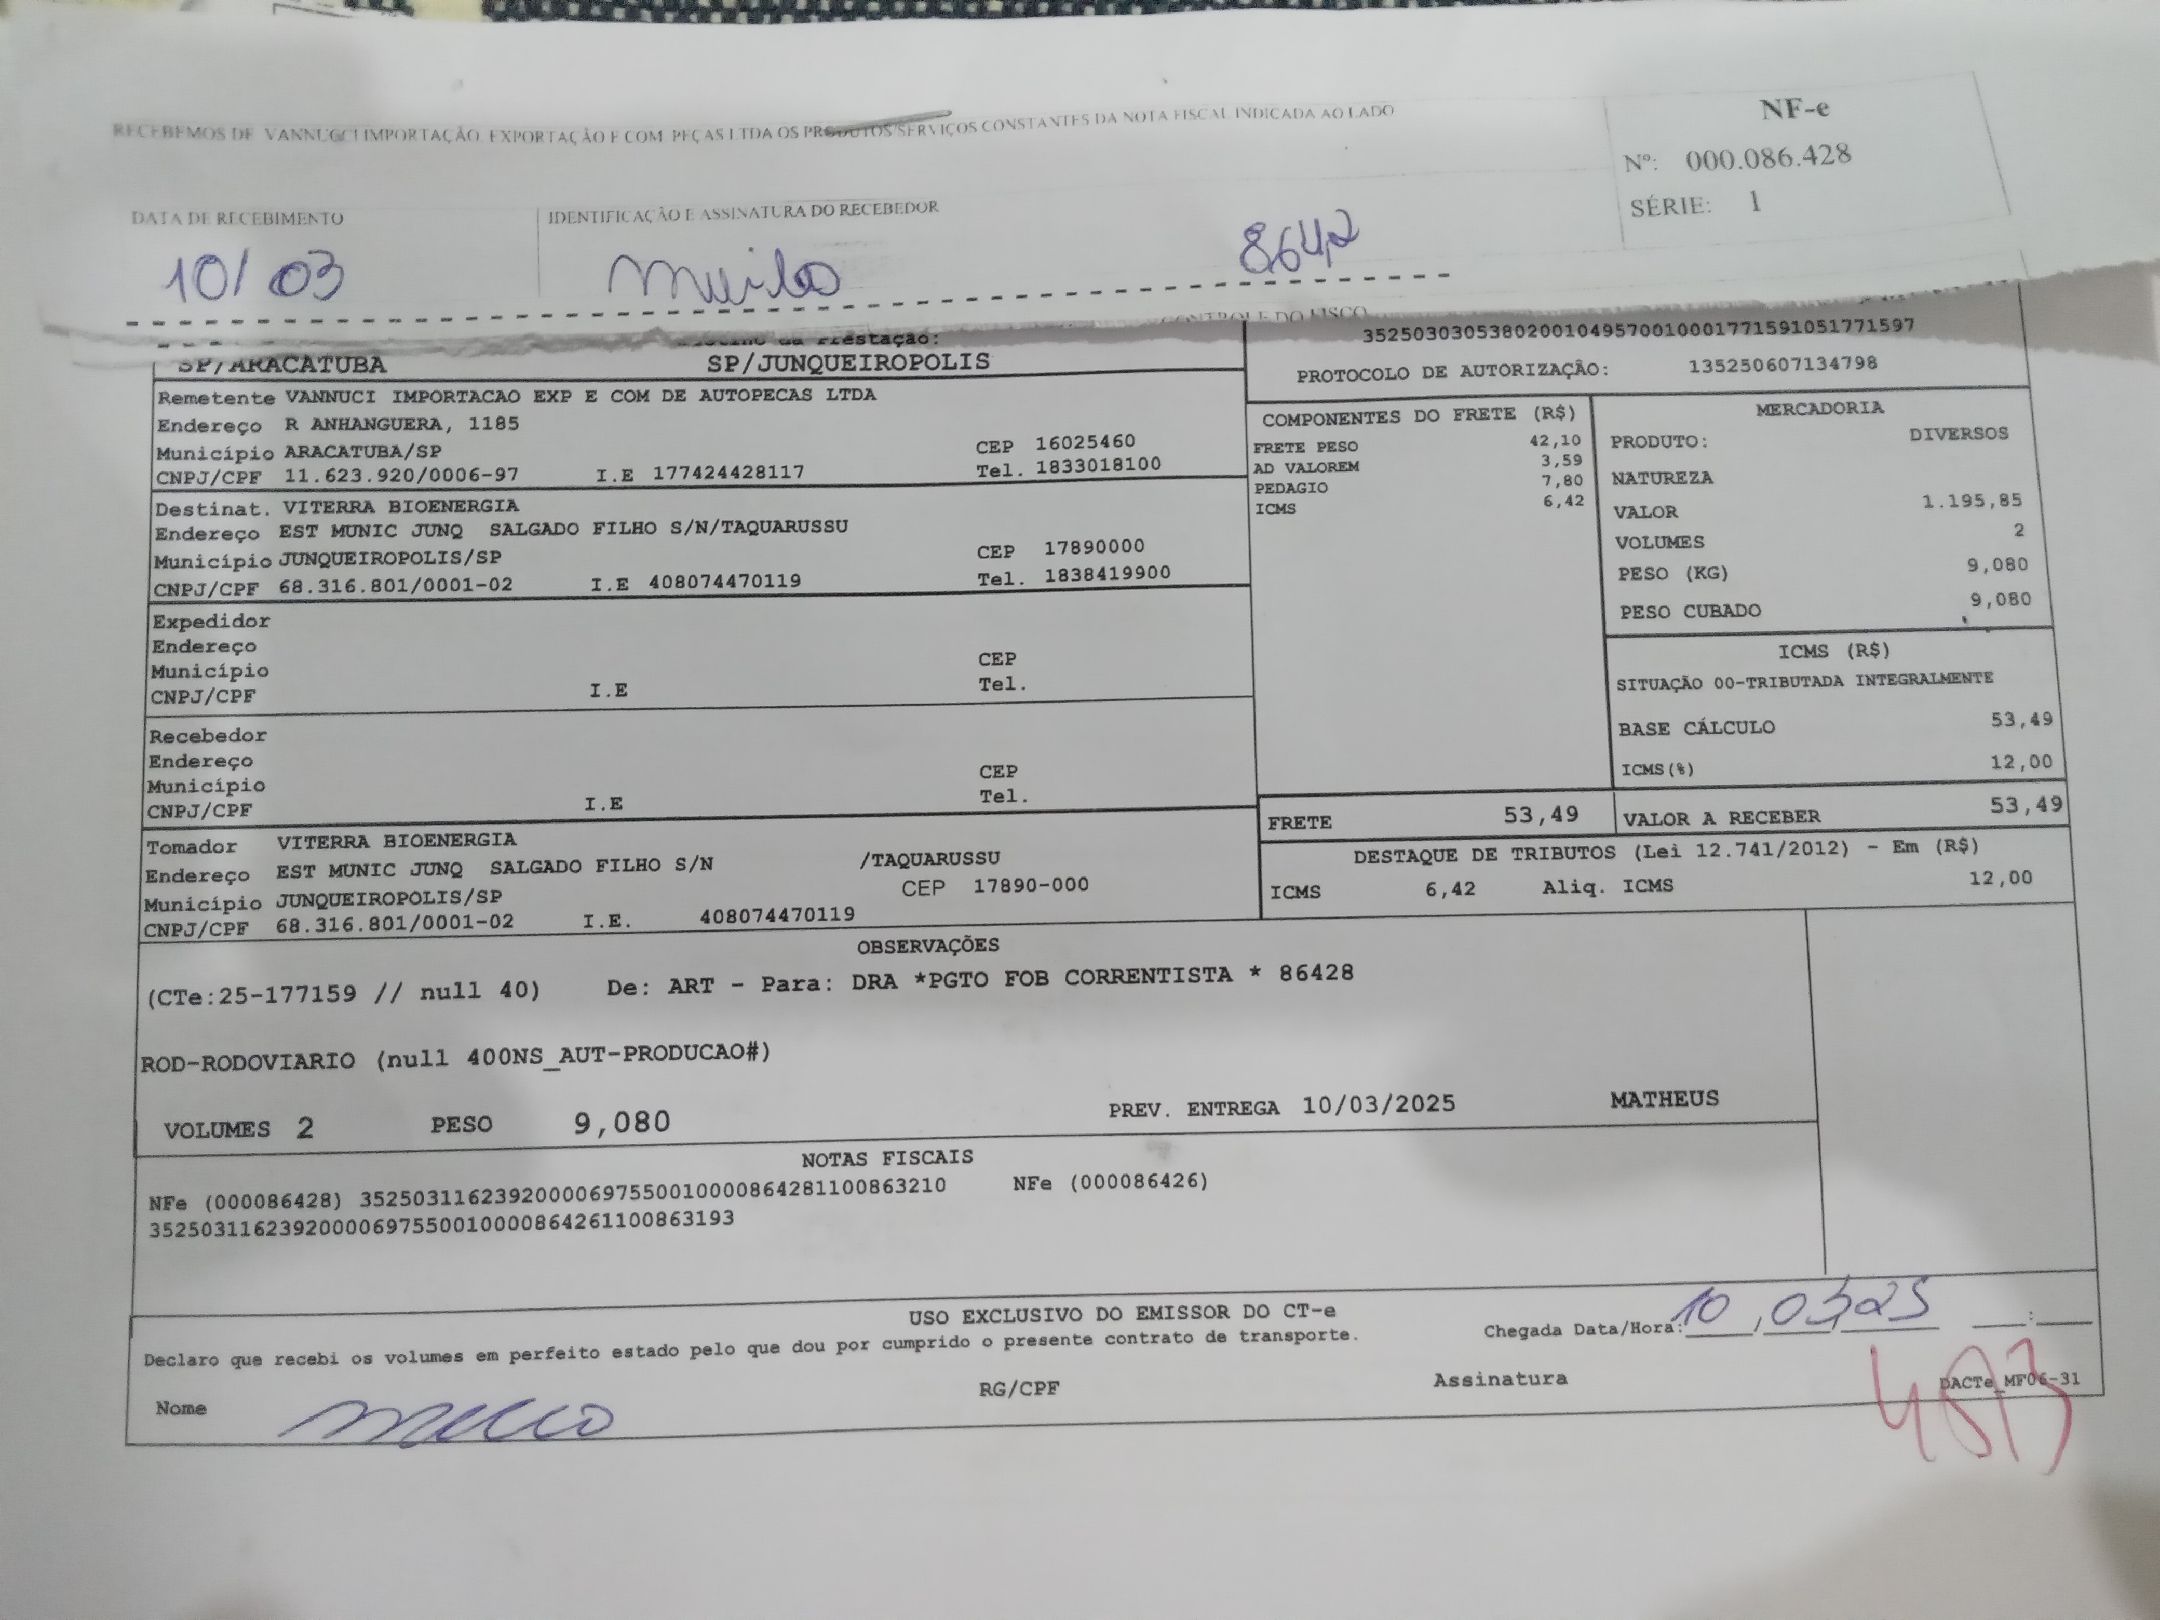 RECEBEMOS DE VANNUCCI IMPORTAÇÃO, EXPORTAÇÃO E COM. PEÇAS LTDA OS PRODUTOS/SERVIÇOS CONSTANTES DA NOTA FISCAL INDICADA AO LADO
NF-e
Nº: 000.086.428
SÉRIE: 1
DATA DE RECEBIMENTO
IDENTIFICAÇÃO E ASSINATURA DO RECEBEDOR
10/03
Murilo
8642
CONTROLE DO FISCO
Prestação:
SP/ARACATUBA SP/JUNQUEIROPOLIS
35250303053802001049570010001771591051771597
PROTOCOLO DE AUTORIZAÇÃO: 135250607134798
Remetente VANNUCI IMPORTACAO EXP E COM DE AUTOPECAS LTDA
Endereço R ANHANGUERA, 1185
Município ARACATUBA/SP CEP 16025460
CNPJ/CPF 11.623.920/0006-97 I.E 177424428117 Tel. 1833018100
Destinat. VITERRA BIOENERGIA
Endereço EST MUNIC JUNQ SALGADO FILHO S/N/TAQUARUSSU
Município JUNQUEIROPOLIS/SP CEP 17890000
CNPJ/CPF 68.316.801/0001-02 I.E 408074470119 Tel. 1838419900
Expedidor
Endereço
Município CEP
CNPJ/CPF I.E Tel.
Recebedor
Endereço
Município CEP
CNPJ/CPF I.E Tel.
Tomador VITERRA BIOENERGIA
Endereço EST MUNIC JUNQ SALGADO FILHO S/N /TAQUARUSSU
Município JUNQUEIROPOLIS/SP CEP 17890-000
CNPJ/CPF 68.316.801/0001-02 I.E. 408074470119
COMPONENTES DO FRETE (R$)
FRETE PESO 42,10
AD VALOREM 3,59
PEDAGIO 7,80
ICMS 6,42
MERCADORIA
PRODUTO: DIVERSOS
NATUREZA
VALOR 1.195,85
VOLUMES 2
PESO (KG) 9,080
PESO CUBADO 9,080
ICMS (R$)
SITUAÇÃO 00-TRIBUTADA INTEGRALMENTE
BASE CÁLCULO 53,49
ICMS(%) 12,00
FRETE 53,49 VALOR A RECEBER 53,49
DESTAQUE DE TRIBUTOS (Lei 12.741/2012) - Em (R$)
ICMS 6,42 Aliq. ICMS 12,00
OBSERVAÇÕES
(CTe:25-177159 // null 40) De: ART - Para: DRA *PGTO FOB CORRENTISTA * 86428
ROD-RODOVIARIO (null 400NS_AUT-PRODUCAO#)
VOLUMES 2 PESO 9,080 PREV. ENTREGA 10/03/2025 MATHEUS
NOTAS FISCAIS
NFe (000086428) 35250311623920000697550010000864281100863210 NFe (000086426)
35250311623920000697550010000864261100863193
USO EXCLUSIVO DO EMISSOR DO CT-e
Declaro que recebi os volumes em perfeito estado pelo que dou por cumprido o presente contrato de transporte.
Chegada Data/Hora: 10/03/25 __:__
Nome RG/CPF Assinatura DACTe_MF06-31